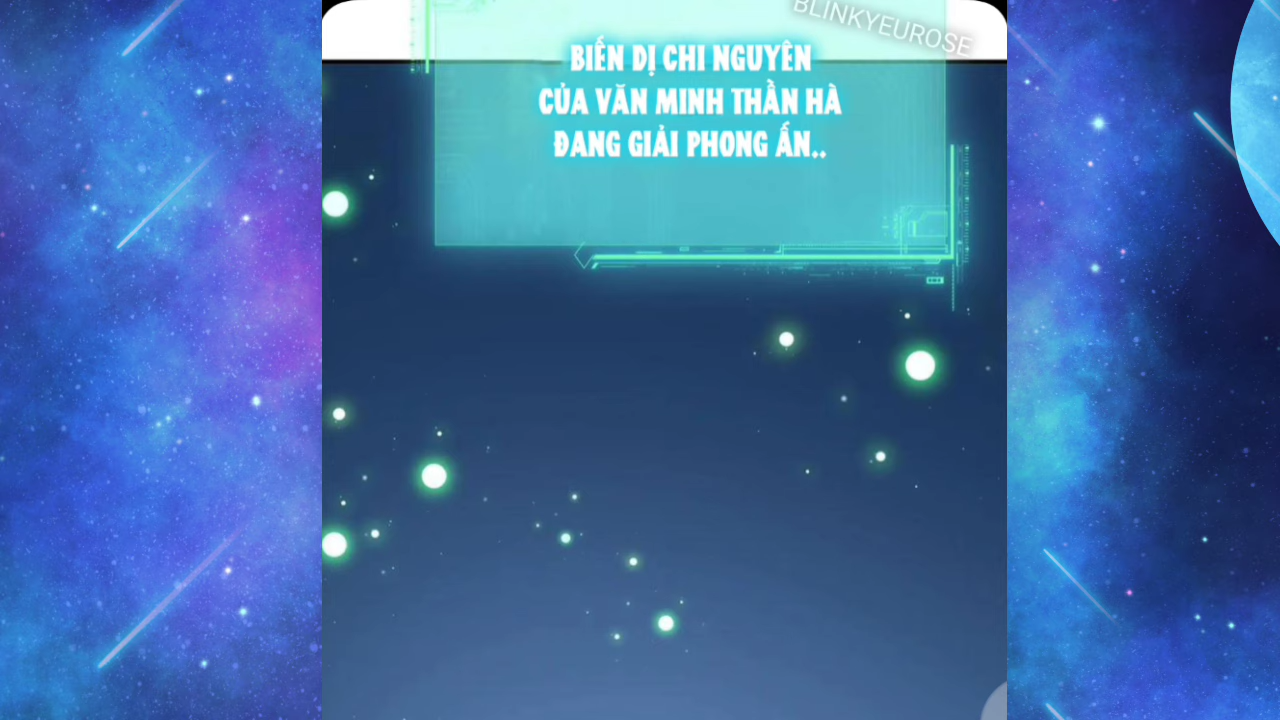 BLINKYEUROSE
BIẾN DỊ CHI NGUYÊN
CỦA VĂN MINH THẦN HÀ
ĐANG GIẢI PHONG ẤN..